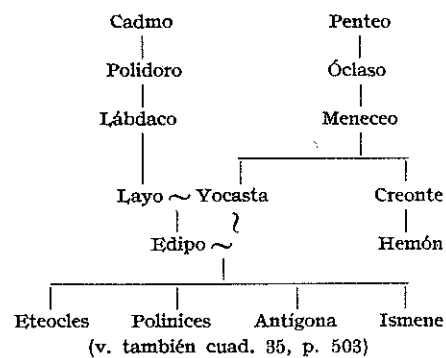 Cadmo Penteo
Polidoro Óclaso
Lábdaco Meneceo
Layo ~ Yocasta Creonte
Edipo ~ Hemón
Eteocles Polinices Antígona Ismene
(v. también cuad. 35, p. 503)